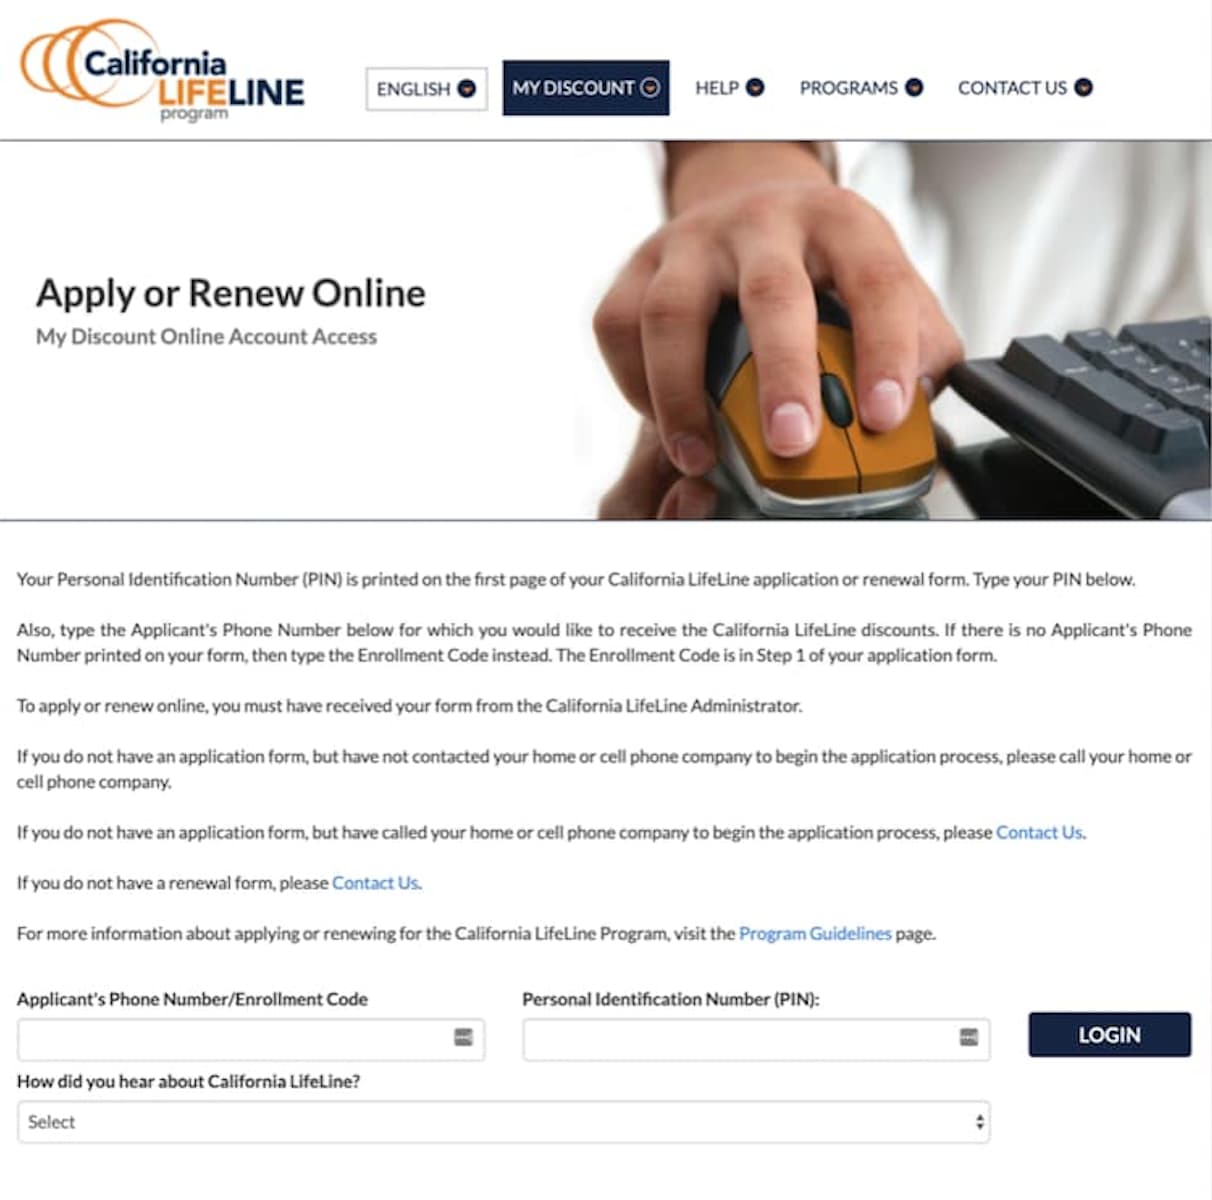 California
LIFELINE
program
ENGLISH
MY DISCOUNT
HELP
PROGRAMS
CONTACT US
Apply or Renew Online
My Discount Online Account Access
Your Personal Identification Number (PIN) is printed on the first page of your California LifeLine application or renewal form. Type your PIN below.
Also, type the Applicant's Phone Number below for which you would like to receive the California LifeLine discounts. If there is no Applicant's Phone
Number printed on your form, then type the Enrollment Code instead. The Enrollment Code is in Step 1 of your application form.
To apply or renew online, you must have received your form from the California LifeLine Administrator.
If you do not have an application form, but have not contacted your home or cell phone company to begin the application process, please call your home or
cell phone company.
If you do not have an application form, but have called your home or cell phone company to begin the application process, please Contact Us.
If you do not have a renewal form, please Contact Us.
For more information about applying or renewing for the California LifeLine Program, visit the Program Guidelines page.
Applicant's Phone Number/Enrollment Code
Personal Identification Number (PIN):
LOGIN
How did you hear about California LifeLine?
Select